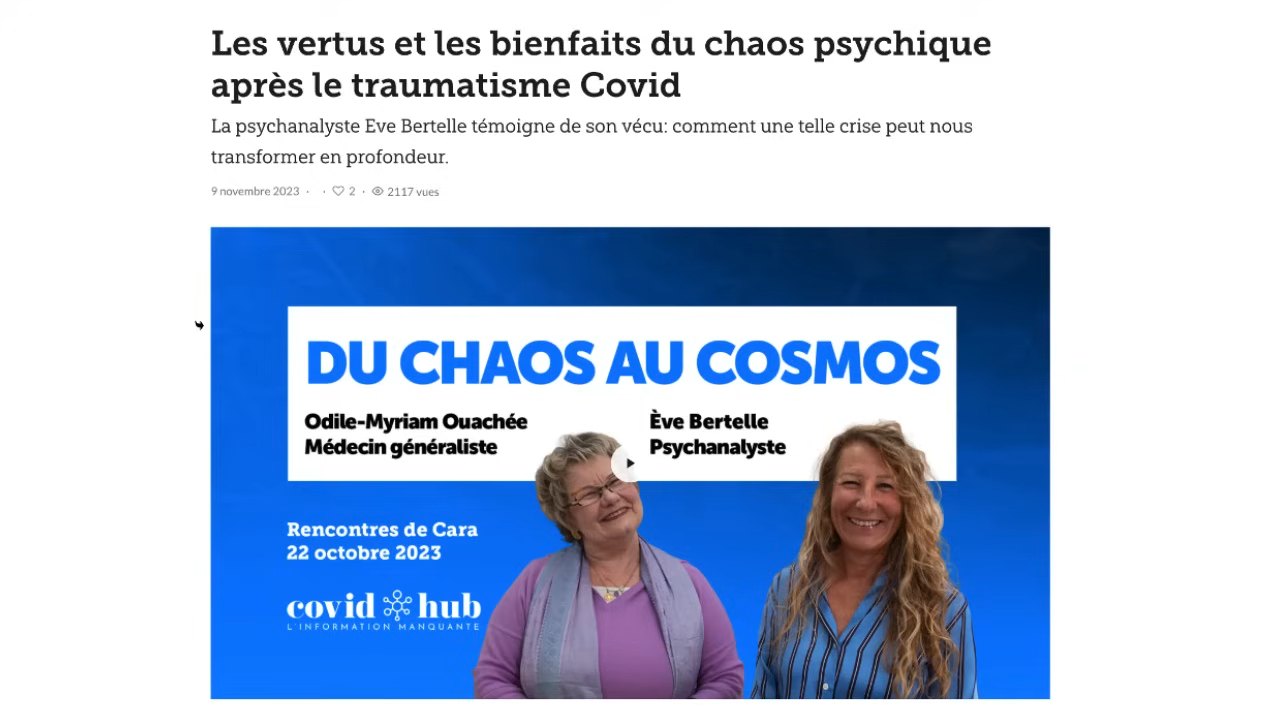 Les vertus et les bienfaits du chaos psychique
après le traumatisme Covid
La psychanalyste Eve Bertelle témoigne de son vécu: comment une telle crise peut nous
transformer en profondeur.
9 novembre 2023 · · 2 · 2117 vues
DU CHAOS AU COSMOS
Odile-Myriam Ouachée
Médecin généraliste
Ève Bertelle
Psychanalyste
Rencontres de Cara
22 octobre 2023
covid hub
L'INFORMATION MANQUANTE